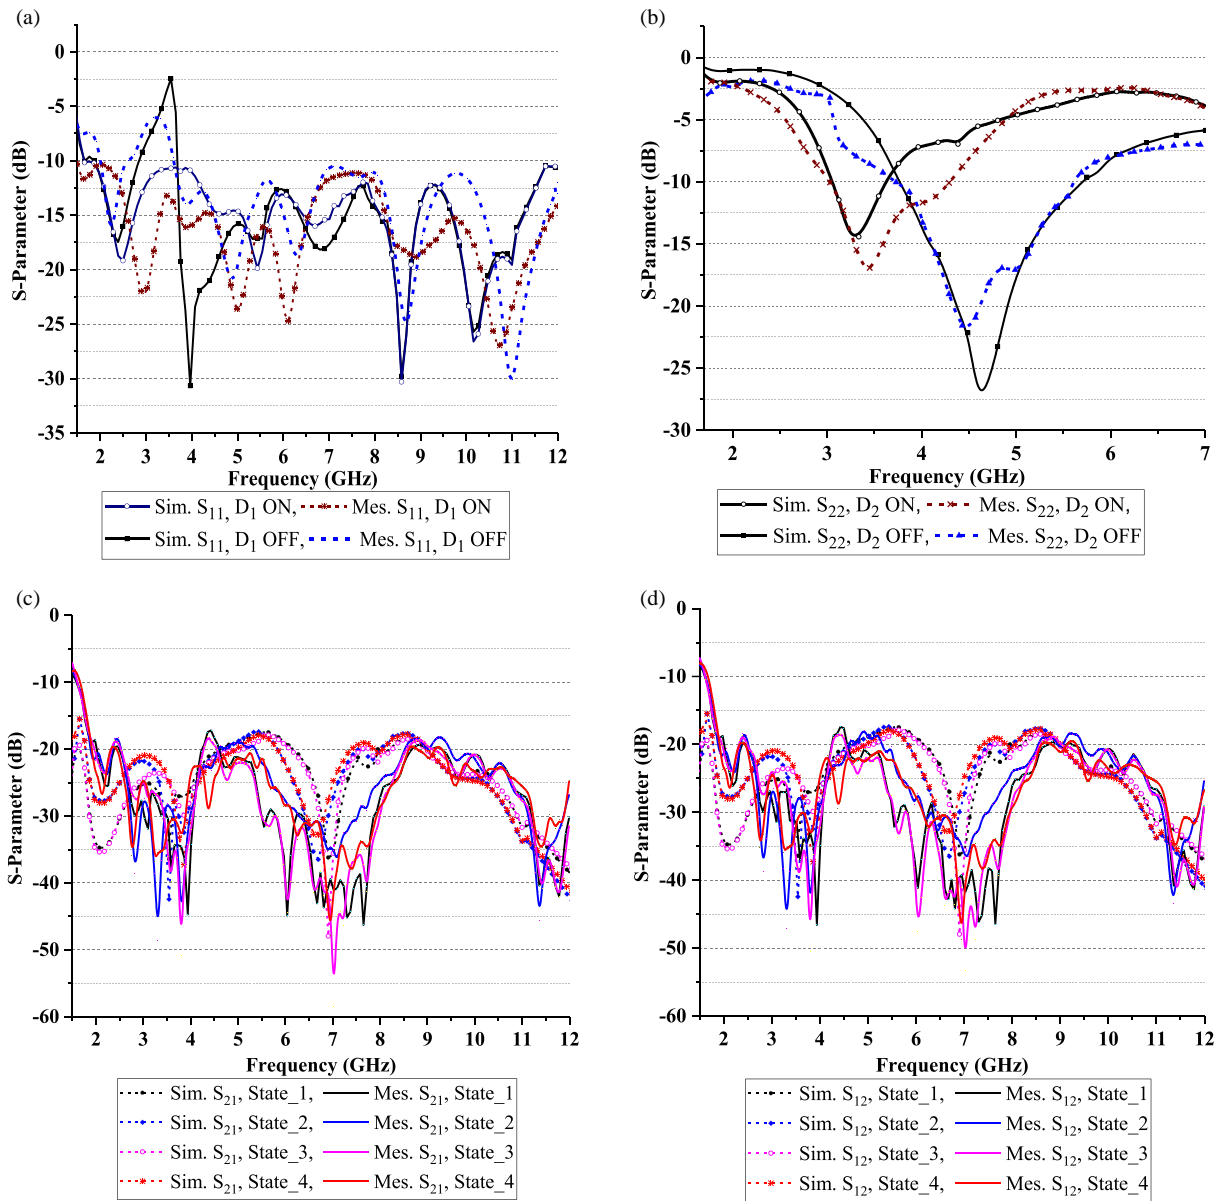 (a)
0
-5
-10
-15
-20
-25
-30
-35
S-Parameter (dB)
2 3 4 5 6 7 8 9 10 11 12
Frequency (GHz)
Sim. S11, D1 ON, Mes. S11, D1 ON
Sim. S11, D1 OFF, Mes. S11, D1 OFF
(b)
0
-5
-10
-15
-20
-25
-30
S-Parameter (dB)
2 3 4 5 6 7
Frequency (GHz)
Sim. S22, D2 ON, Mes. S22, D2 ON,
Sim. S22, D2 OFF, Mes. S22, D2 OFF
(c)
0
-10
-20
-30
-40
-50
-60
S-Parameter (dB)
2 3 4 5 6 7 8 9 10 11 12
Frequency (GHz)
Sim. S21, State_1, Mes. S21, State_1
Sim. S21, State_2, Mes. S21, State_2
Sim. S21, State_3, Mes. S21, State_3
Sim. S21, State_4, Mes. S21, State_4
(d)
0
-10
-20
-30
-40
-50
-60
S-Parameter (dB)
2 3 4 5 6 7 8 9 10 11 12
Frequency (GHz)
Sim. S12, State_1, Mes. S12, State_1
Sim. S12, State_2, Mes. S12, State_2
Sim. S12, State_3, Mes. S12, State_3
Sim. S12, State_4, Mes. S12, State_4